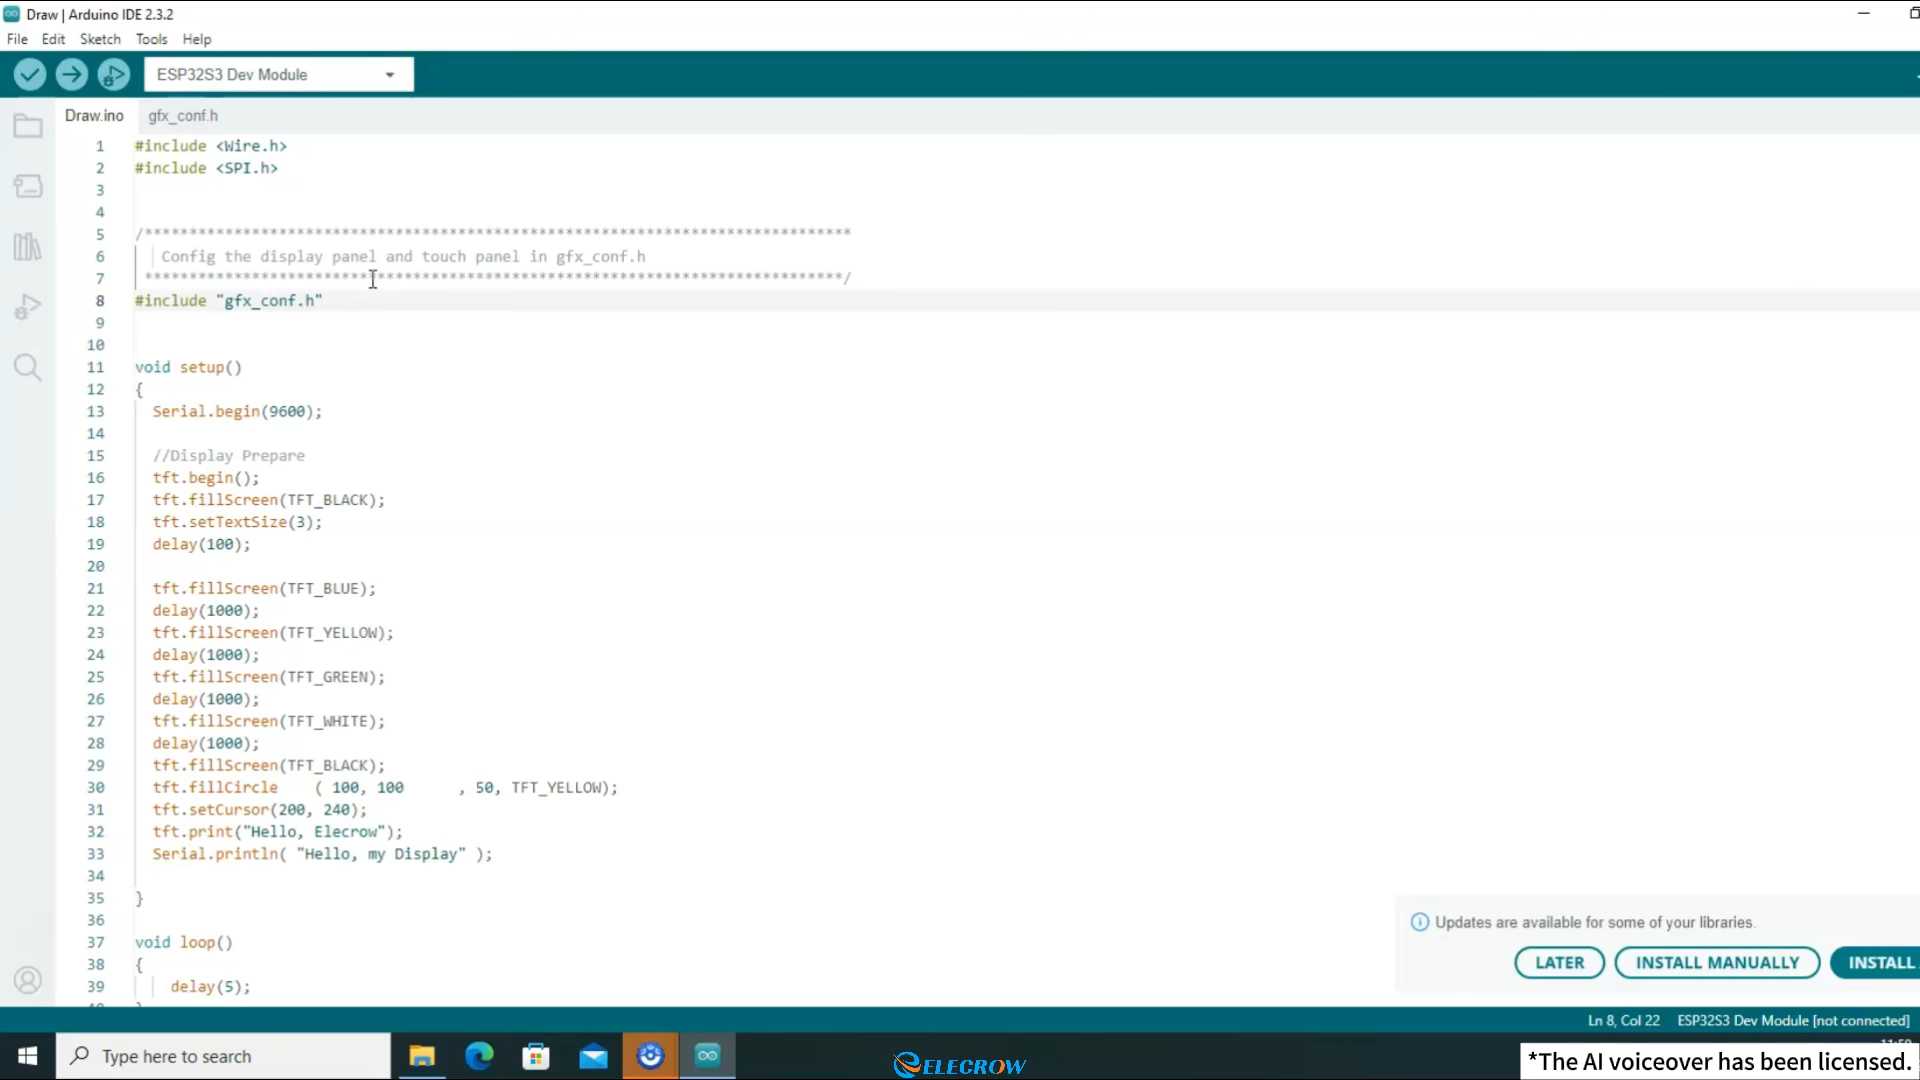 Draw | Arduino IDE 2.3.2
File Edit Sketch Tools Help
ESP32S3 Dev Module
Draw.ino gfx_conf.h
1 #include <Wire.h>
2 #include <SPI.h>
3
4
5 /*******************************************************************************
6 Config the display panel and touch panel in gfx_conf.h
7 ******************************************************************************/
8 #include "gfx_conf.h"
9
10
11 void setup()
12 {
13 Serial.begin(9600);
14
15 //Display Prepare
16 tft.begin();
17 tft.fillScreen(TFT_BLACK);
18 tft.setTextSize(3);
19 delay(100);
20
21 tft.fillScreen(TFT_BLUE);
22 delay(1000);
23 tft.fillScreen(TFT_YELLOW);
24 delay(1000);
25 tft.fillScreen(TFT_GREEN);
26 delay(1000);
27 tft.fillScreen(TFT_WHITE);
28 delay(1000);
29 tft.fillScreen(TFT_BLACK);
30 tft.fillCircle ( 100, 100 , 50, TFT_YELLOW);
31 tft.setCursor(200, 240);
32 tft.print("Hello, Elecrow");
33 Serial.println( "Hello, my Display" );
34
35 }
36
37 void loop()
38 {
39 delay(5);
Updates are available for some of your libraries.
LATER INSTALL MANUALLY INSTALL
Ln 8, Col 22 ESP32S3 Dev Module [not connected]
Type here to search
ELECROW
*The AI voiceover has been licensed.